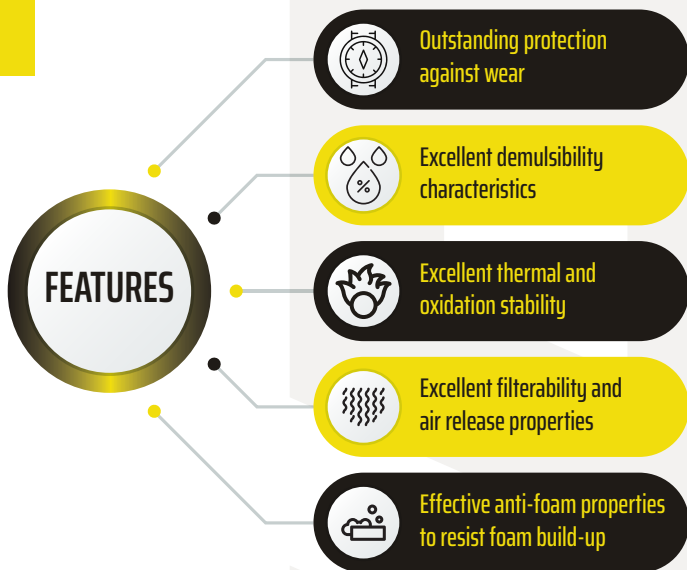 FEATURES
Outstanding protection
against wear
Excellent demulsibility
characteristics
%
Excellent thermal and
oxidation stability
Excellent filterability and
air release properties
Effective anti-foam properties
to resist foam build-up